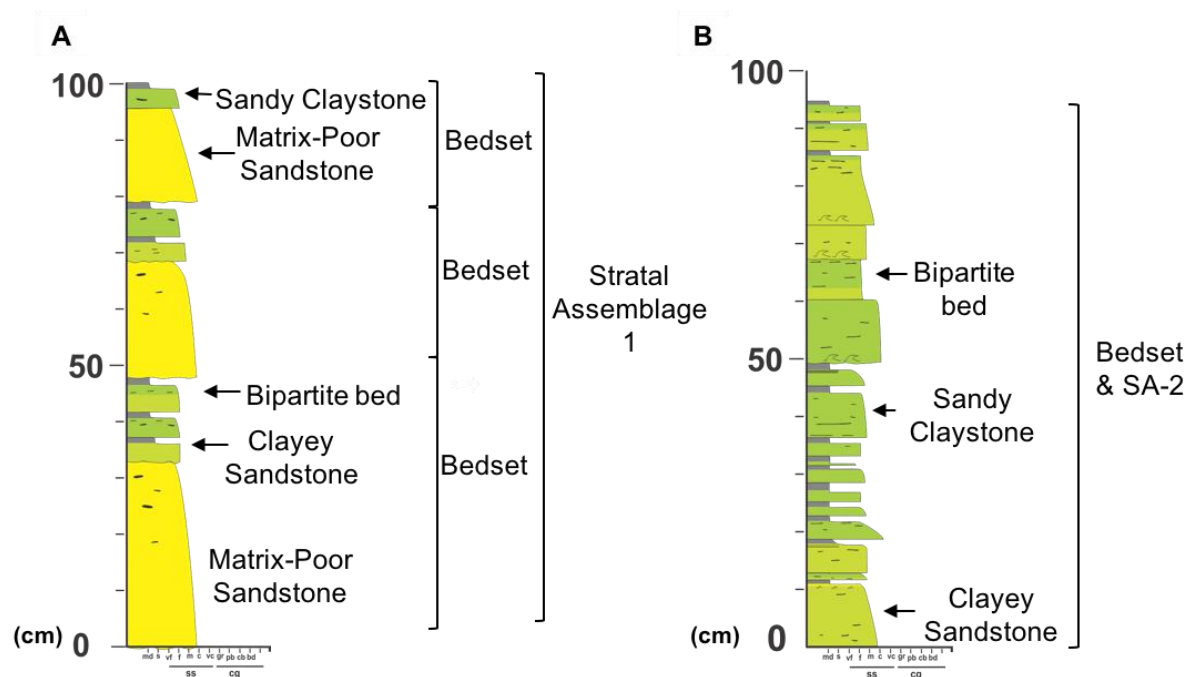 A
100
Sandy Claystone
Matrix-Poor
Sandstone
Bedset
Bedset
Stratal
Assemblage
1
50
Bipartite bed
Clayey
Sandstone
Bedset
Matrix-Poor
Sandstone
(cm) 0
md s vf f m c vc gr pb cb bd
ss cg
B
100
Bipartite
bed
50
Bedset
& SA-2
Sandy
Claystone
Clayey
Sandstone
(cm) 0
md s vf f m c vc gr pb cb bd
ss cg